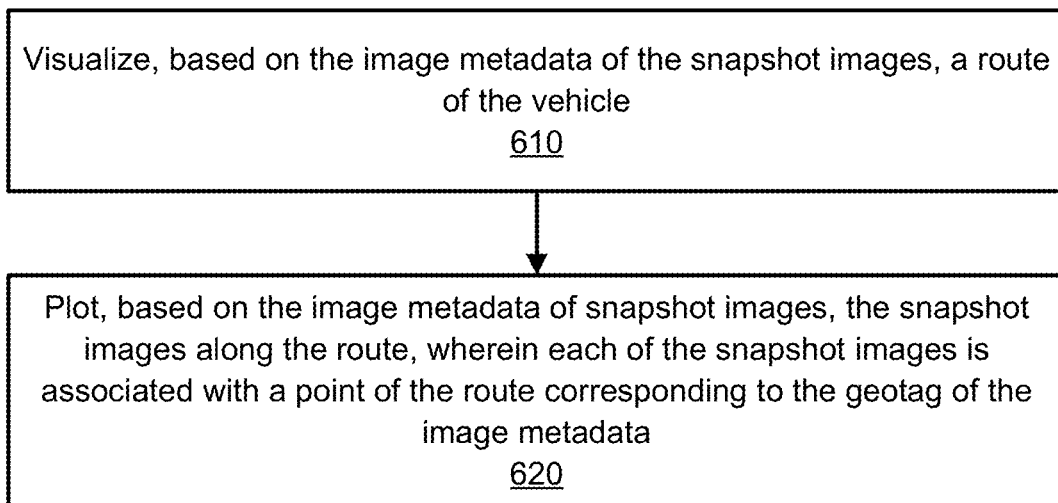 Visualize, based on the image metadata of the snapshot images, a route
of the vehicle
610
Plot, based on the image metadata of snapshot images, the snapshot
images along the route, wherein each of the snapshot images is
associated with a point of the route corresponding to the geotag of the
image metadata
620